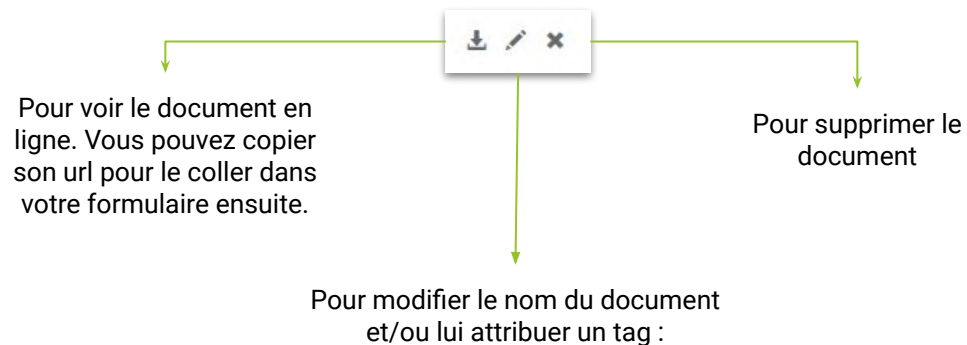 Pour voir le document en
ligne. Vous pouvez copier
son url pour le coller dans
votre formulaire ensuite.
Pour supprimer le
document
Pour modifier le nom du document
et/ou lui attribuer un tag :